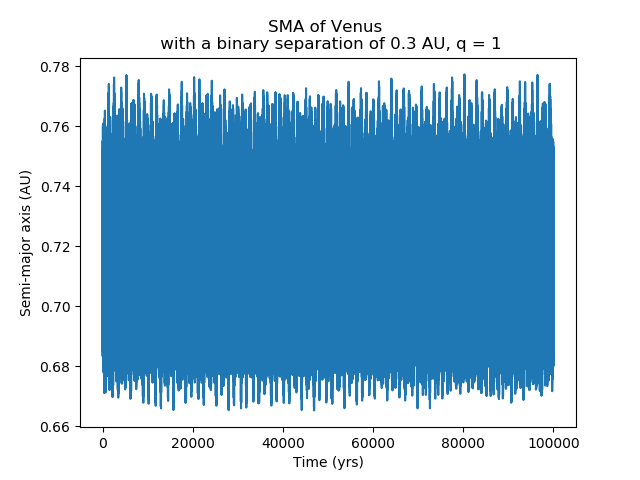 SMA of Venus
with a binary separation of 0.3 AU, q = 1
0.78
0.76
0.74
0.72
0.70
0.68
0.66
Semi-major axis (AU)
0 20000 40000 60000 80000 100000
Time (yrs)